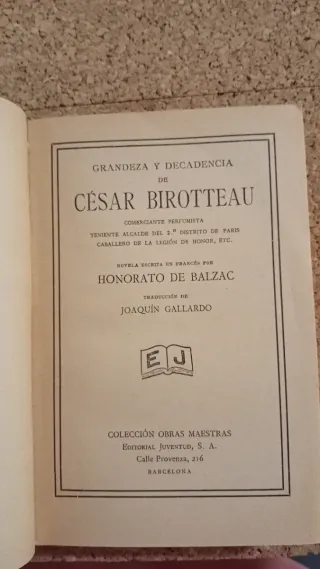 GRANDEZA Y DECADENCIA
DE
CÉSAR BIROTTEAU
COMERCIANTE PERFUMISTA
TENIENTE ALCALDE DEL 2.º DISTRITO DE PARIS
CABALLERO DE LA LEGIÓN DE HONOR, ETC.
NOVELA ESCRITA EN FRANCÉS POR
HONORATO DE BALZAC
TRADUCCIÓN DE
JOAQUÍN GALLARDO
E J
COLECCIÓN OBRAS MAESTRAS
EDITORIAL JUVENTUD, S. A.
Calle Provenza, 216
BARCELONA